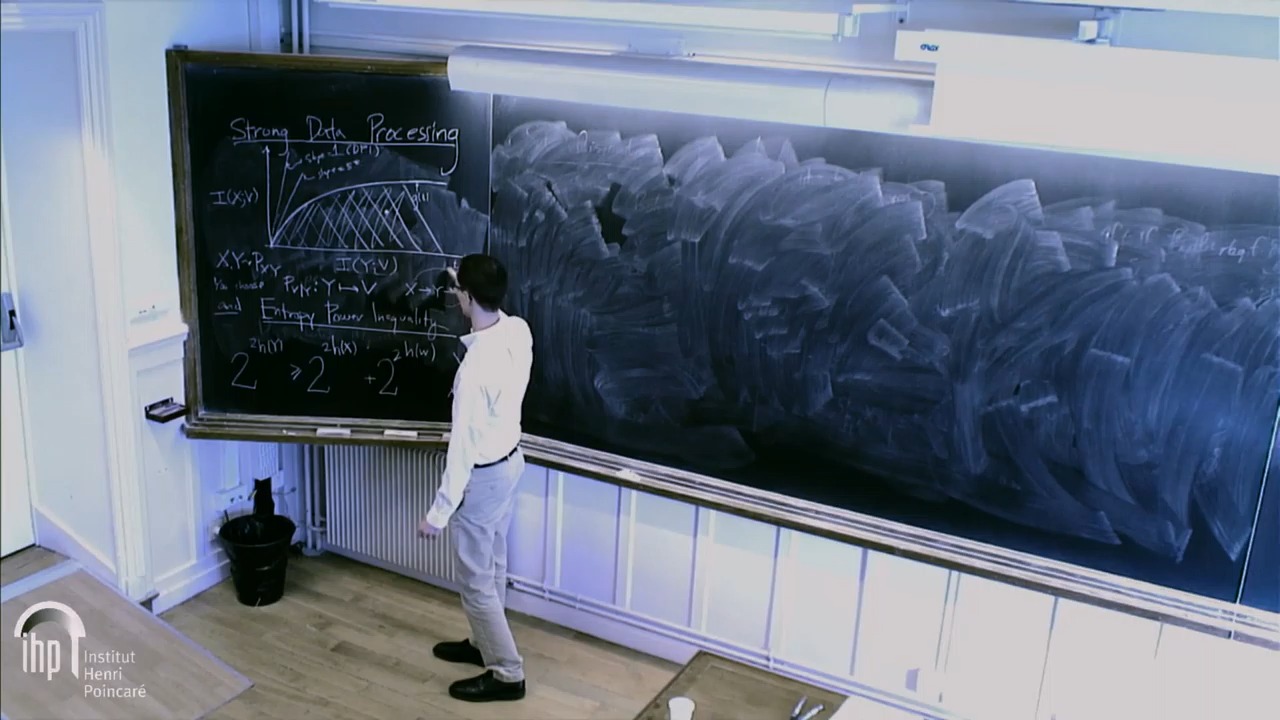 Strong Data Processing
slope 1 (DPI)
slope
I(X;V)
g(t)
I(Y;V)
X,Y~P_XY
You choose P_V|Y: Y ↦ V X→Y
and Entropy Power Inequality
2^2h(Y) ≥ 2^2h(X) + 2^2h(W)
ihp
Institut
Henri
Poincaré